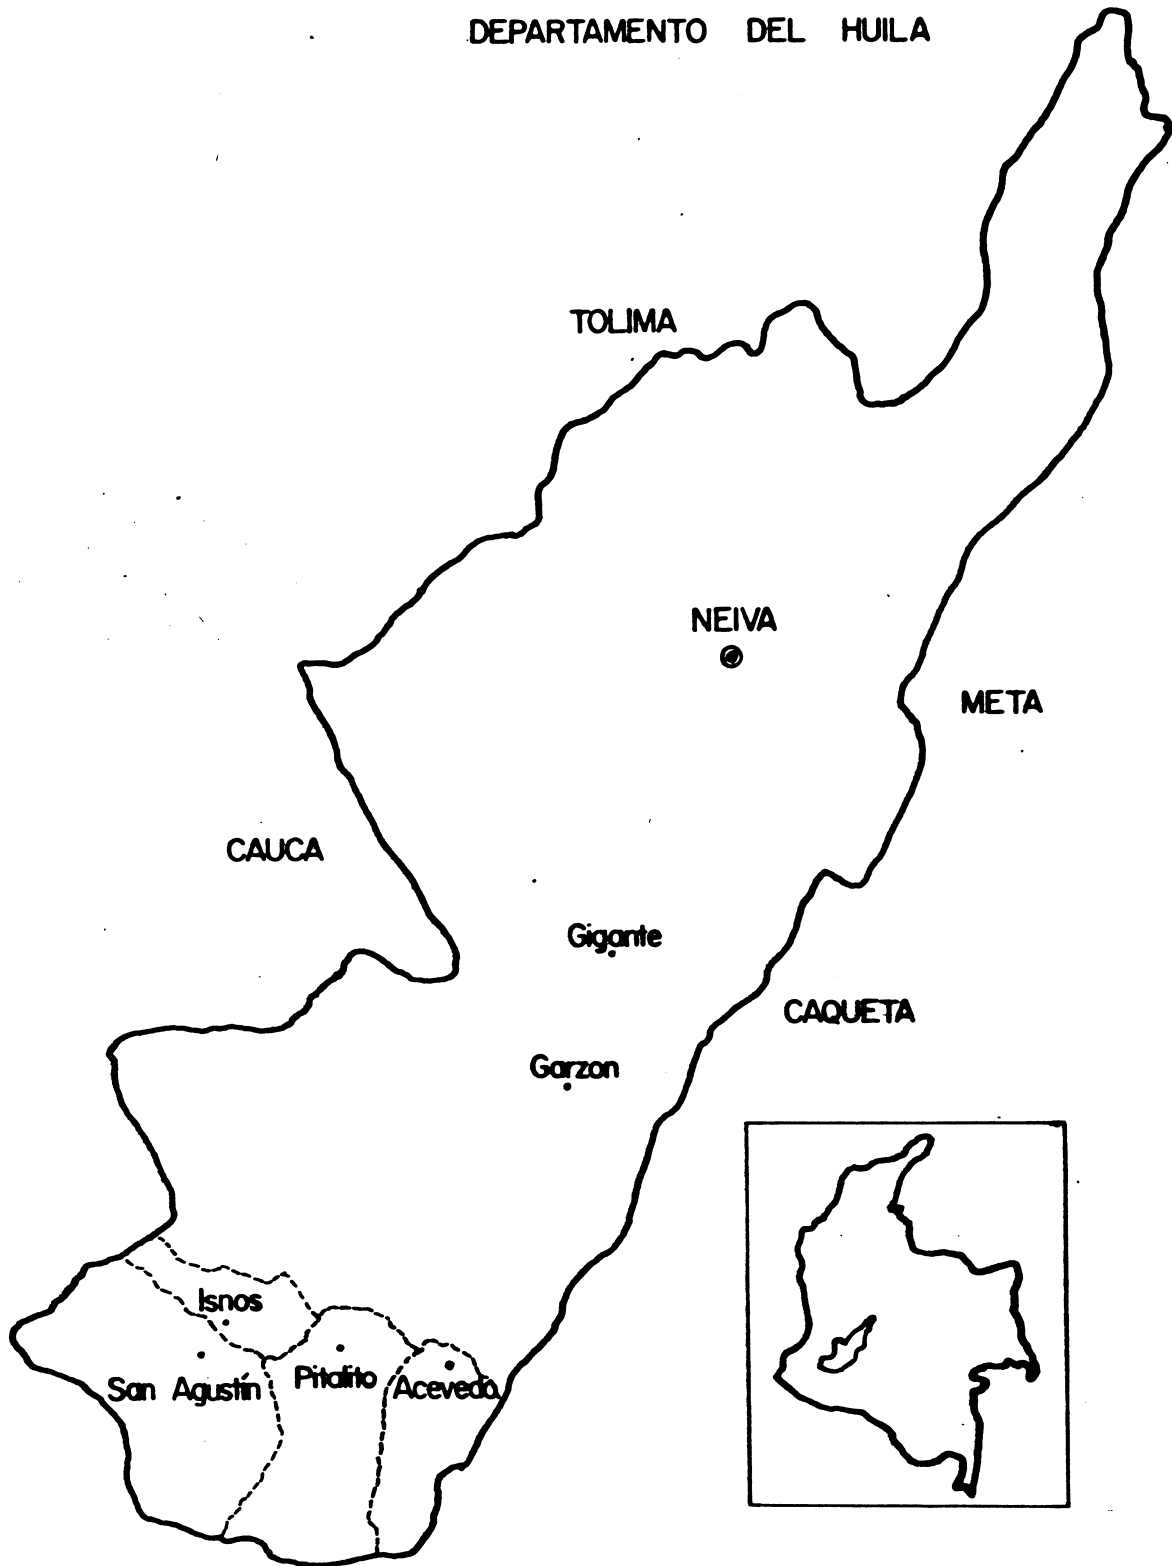 DEPARTAMENTO DEL HUILA
TOLIMA
NEIVA
META
CAUCA
Gigante
CAQUETA
Garzon
Isnos
San Agustín
Pitalito
Acevedo